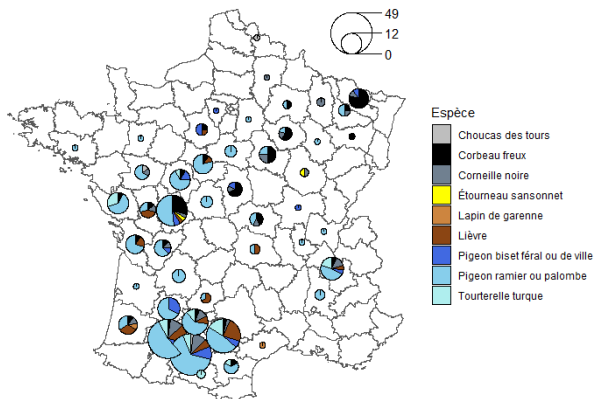 49
12
0
Espèce
Choucas des tours
Corbeau freux
Corneille noire
Étourneau sansonnet
Lapin de garenne
Lièvre
Pigeon biset féral ou de ville
Pigeon ramier ou palombe
Tourterelle turque